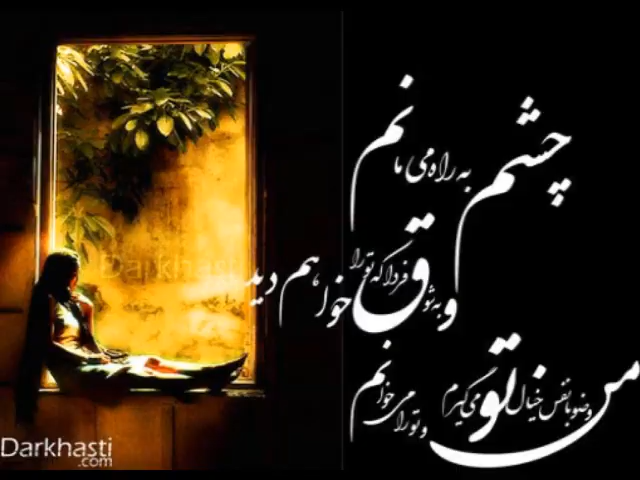 چشم به راه می مانم
و به شوق فردا که تو را خواهم دید
من وضو با نفس خیال تو می گیرم
و تو را می خوانم
Darkhasti
Darkhasti
.com